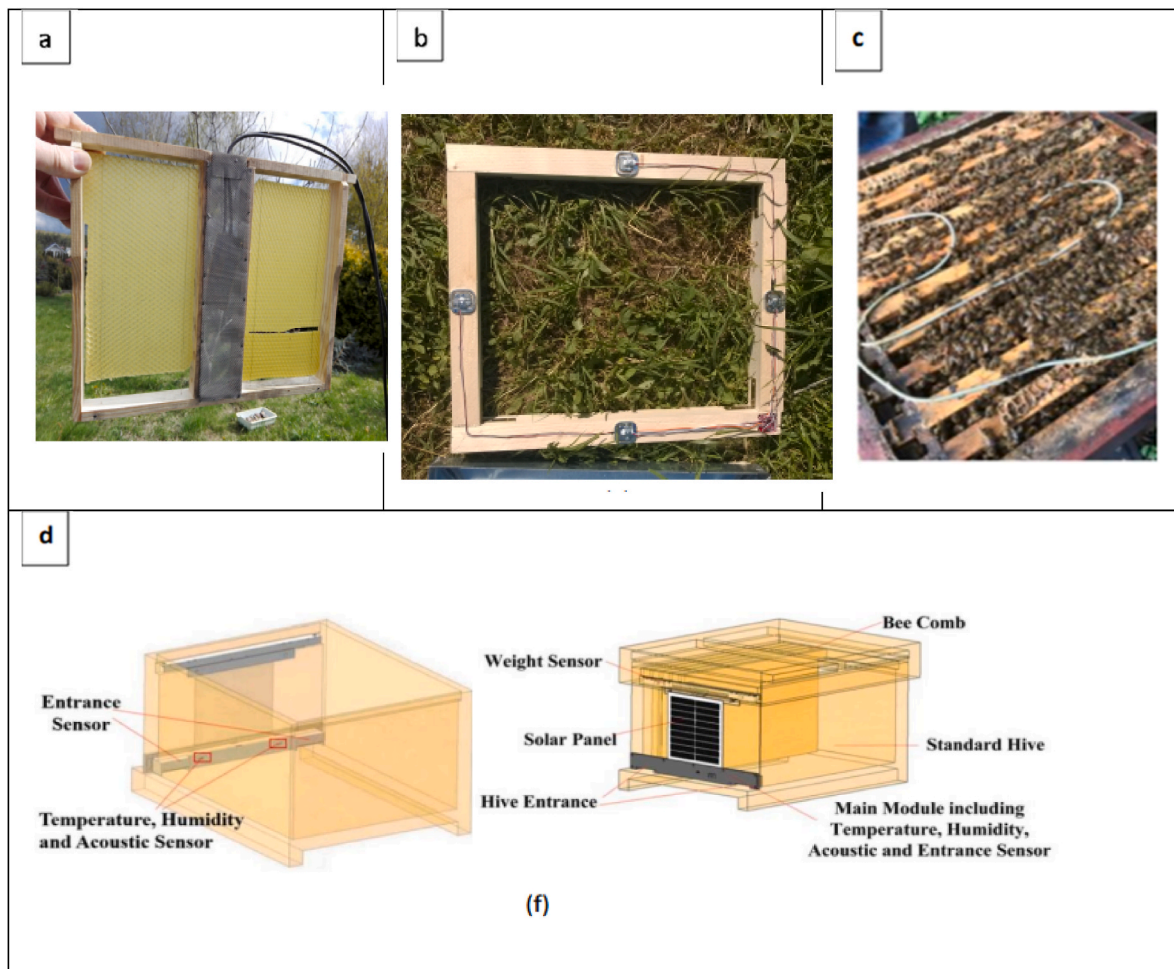 a
b
c
d
Entrance
Sensor
Temperature, Humidity
and Acoustic Sensor
Bee Comb
Weight Sensor
Solar Panel
Standard Hive
Hive Entrance
Main Module including
Temperature, Humidity,
Acoustic and Entrance Sensor
(f)